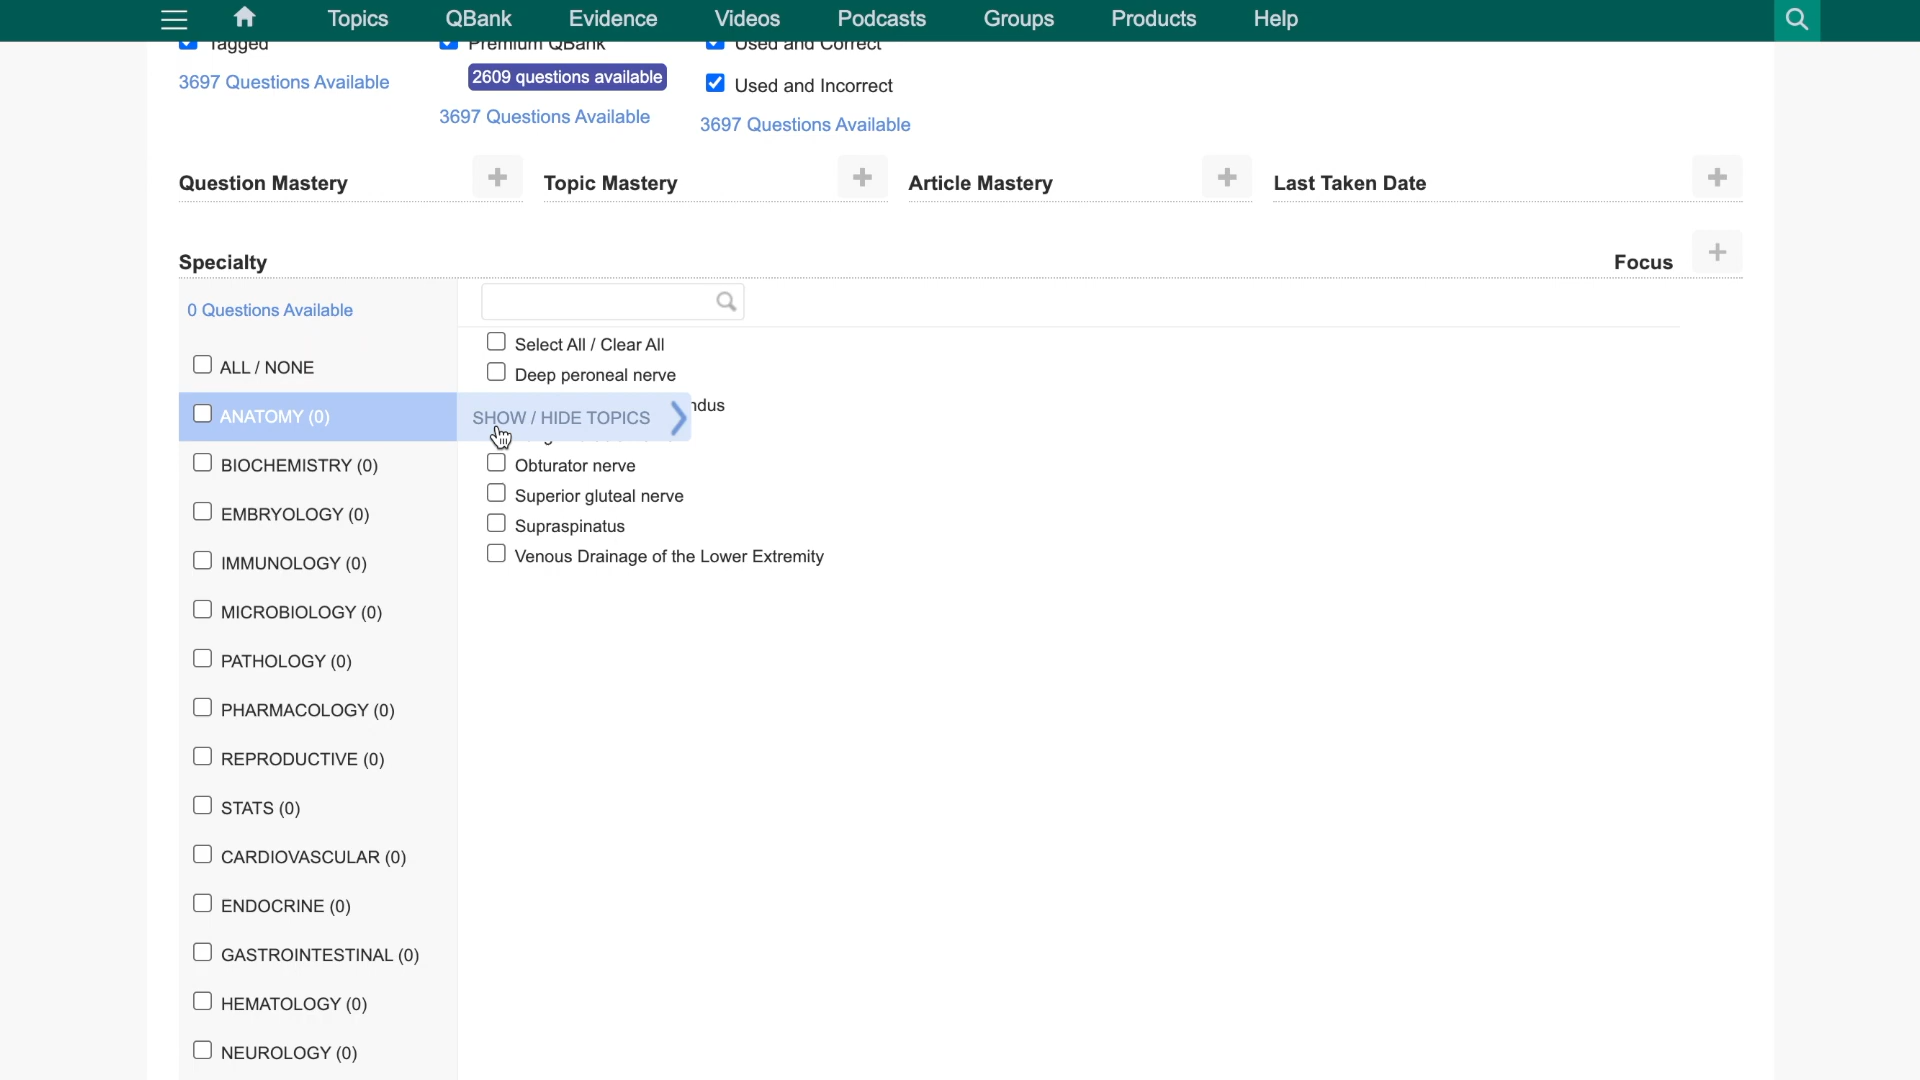 Topics QBank Evidence Videos Podcasts Groups Products Help
Tagged Premium QBank Used and Correct
3697 Questions Available 2609 questions available Used and Incorrect
3697 Questions Available 3697 Questions Available
Question Mastery Topic Mastery Article Mastery Last Taken Date
Specialty Focus
0 Questions Available
ALL / NONE
ANATOMY (0)
BIOCHEMISTRY (0)
EMBRYOLOGY (0)
IMMUNOLOGY (0)
MICROBIOLOGY (0)
PATHOLOGY (0)
PHARMACOLOGY (0)
REPRODUCTIVE (0)
STATS (0)
CARDIOVASCULAR (0)
ENDOCRINE (0)
GASTROINTESTINAL (0)
HEMATOLOGY (0)
NEUROLOGY (0)
Select All / Clear All
Deep peroneal nerve
ndus
SHOW / HIDE TOPICS
Obturator nerve
Superior gluteal nerve
Supraspinatus
Venous Drainage of the Lower Extremity